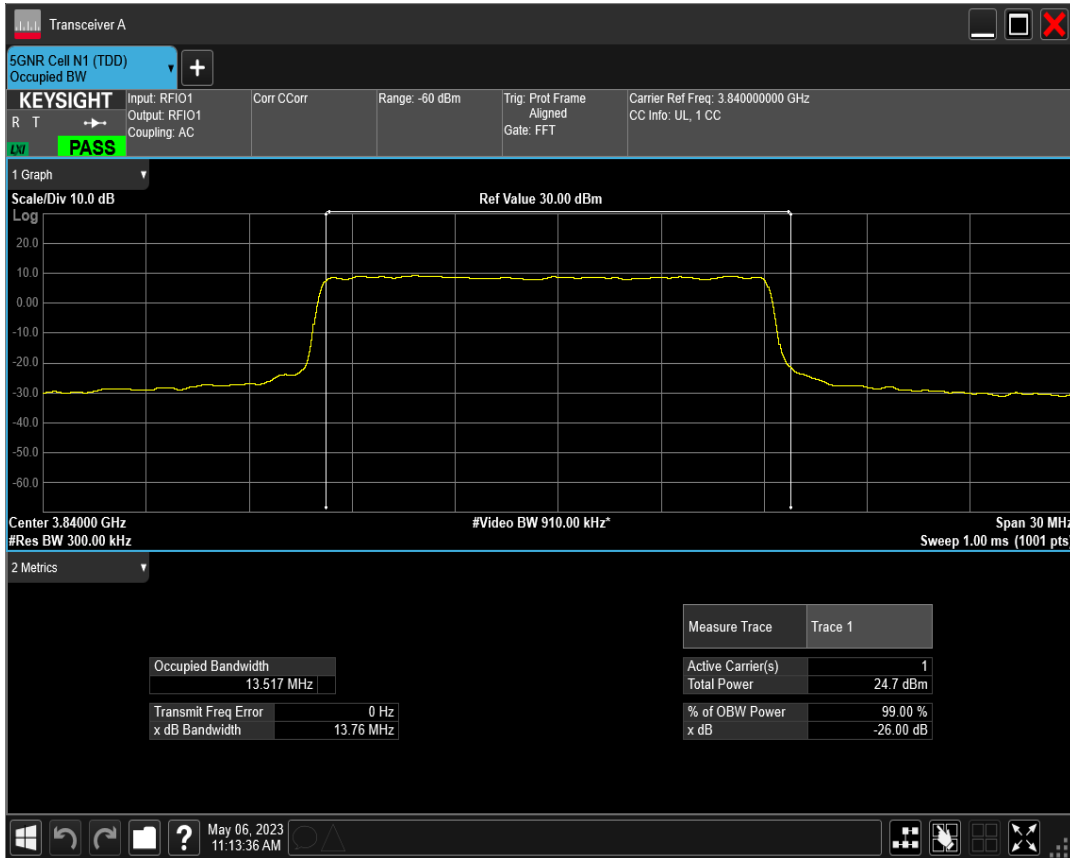 Transceiver A
5GNR Cell N1 (TDD)
Occupied BW
+
KEYSIGHT
R T
LXI
PASS
Input: RFIO1
Output: RFIO1
Coupling: AC
Corr CCorr
Range: -60 dBm
Trig: Prot Frame
Aligned
Gate: FFT
Carrier Ref Freq: 3.840000000 GHz
CC Info: UL, 1 CC
1 Graph
Scale/Div 10.0 dB
Ref Value 30.00 dBm
Log
20.0
10.0
0.00
-10.0
-20.0
-30.0
-40.0
-50.0
-60.0
Center 3.84000 GHz
#Video BW 910.00 kHz*
Span 30 MHz
#Res BW 300.00 kHz
Sweep 1.00 ms (1001 pts)
2 Metrics
Measure Trace Trace 1
Occupied Bandwidth
13.517 MHz
Active Carrier(s) 1
Total Power 24.7 dBm
Transmit Freq Error 0 Hz
x dB Bandwidth 13.76 MHz
% of OBW Power 99.00 %
x dB -26.00 dB
?
May 06, 2023
11:13:36 AM